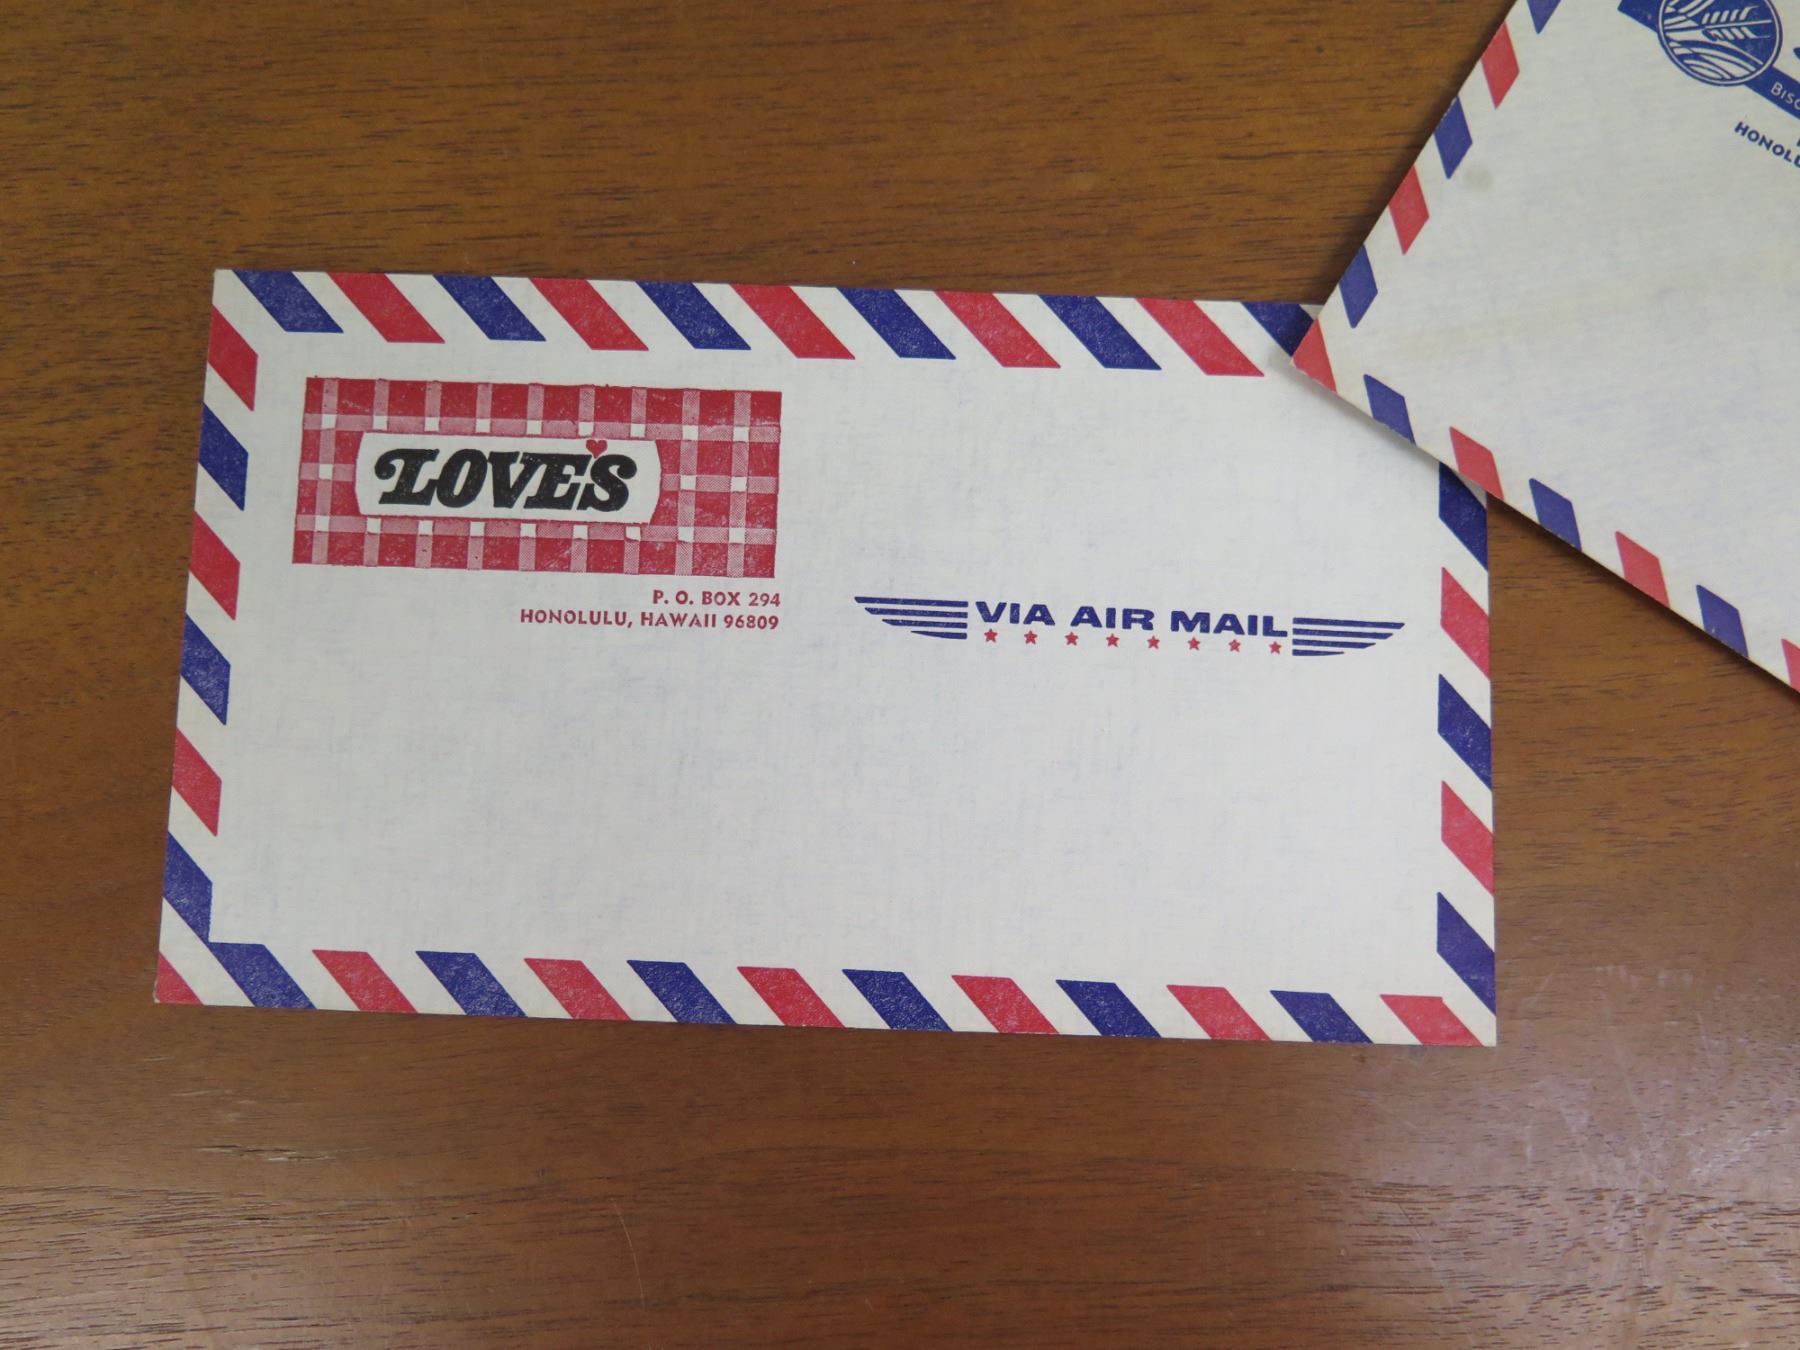 LOVE'S
P. O. BOX 294
HONOLULU, HAWAII 96809
VIA AIR MAIL